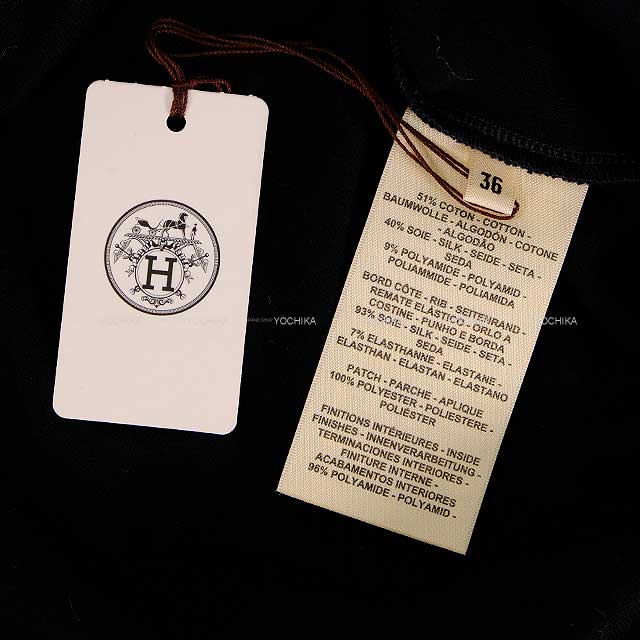 H
36
51% COTON - COTTON -
BAUMWOLLE - ALGODÓN - COTONE
- ALGODÃO
40% SOIE - SILK - SEIDE - SETA -
SEDA
9% POLYAMIDE - POLYAMID -
POLIAMMIDE - POLIAMIDA
BORD CÔTE - RIB - SEITENRAND -
REMATE ELÁSTICO - ORLO A
COSTINE - PUNHO E BORDA
93% SOIE - SILK - SEIDE - SETA -
SEDA
7% ELASTHANNE - ELASTANE -
ELASTHAN - ELASTAN - ELASTANO
PATCH - PARCHE - APLIQUE
100% POLYESTER - POLIESTERE -
POLIÉSTER
FINITIONS INTÉRIEURES - INSIDE
FINISHES - INNENVERARBEITUNG -
TERMINACIONES INTERIORES -
FINITURE INTERNE -
ACABAMENTOS INTERIORES
96% POLYAMIDE - POLYAMID -
YOCHIKA
YOCHIKA